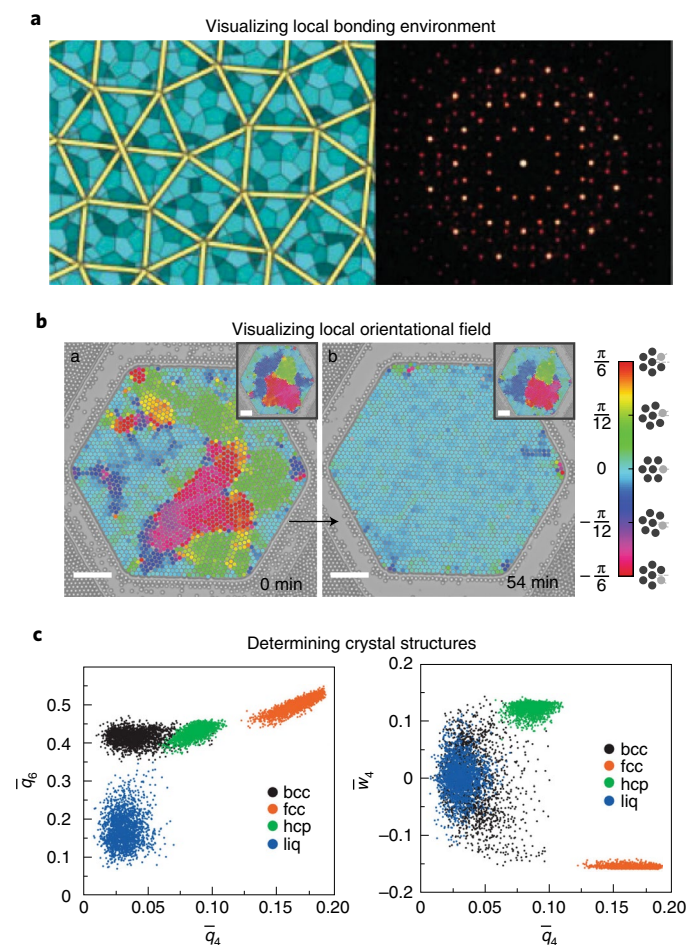 a
Visualizing local bonding environment
b
Visualizing local orientational field
a
0 min
b
54 min
π/6
π/12
0
−π/12
−π/6
c
Determining crystal structures
q̅6
0.5
0.4
0.3
0.2
0.1
0
bcc
fcc
hcp
liq
0 0.05 0.10 0.15 0.20
q̅4
w̅4
0.2
0.1
0
−0.1
−0.2
bcc
fcc
hcp
liq
0 0.05 0.10 0.15 0.20
q̅4